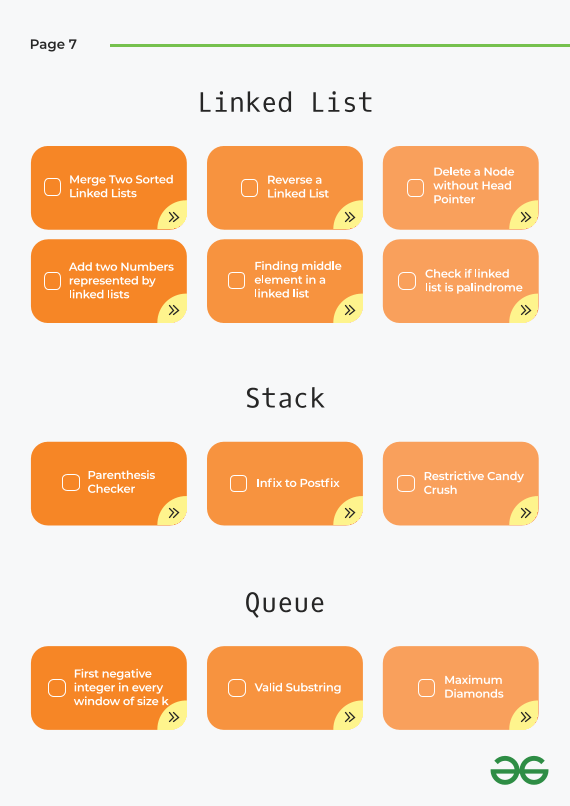 Page 7
Linked List
Merge Two Sorted
Linked Lists
Reverse a
Linked List
Delete a Node
without Head
Pointer
Add two Numbers
represented by
linked lists
Finding middle
element in a
linked list
Check if linked
list is palindrome
Stack
Parenthesis
Checker
Infix to Postfix
Restrictive Candy
Crush
Queue
First negative
integer in every
window of size k
Valid Substring
Maximum
Diamonds